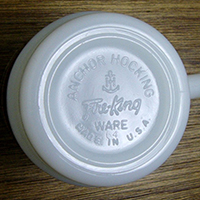 ANCHOR HOCKING
Fire-King
WARE
MADE IN U.S.A.